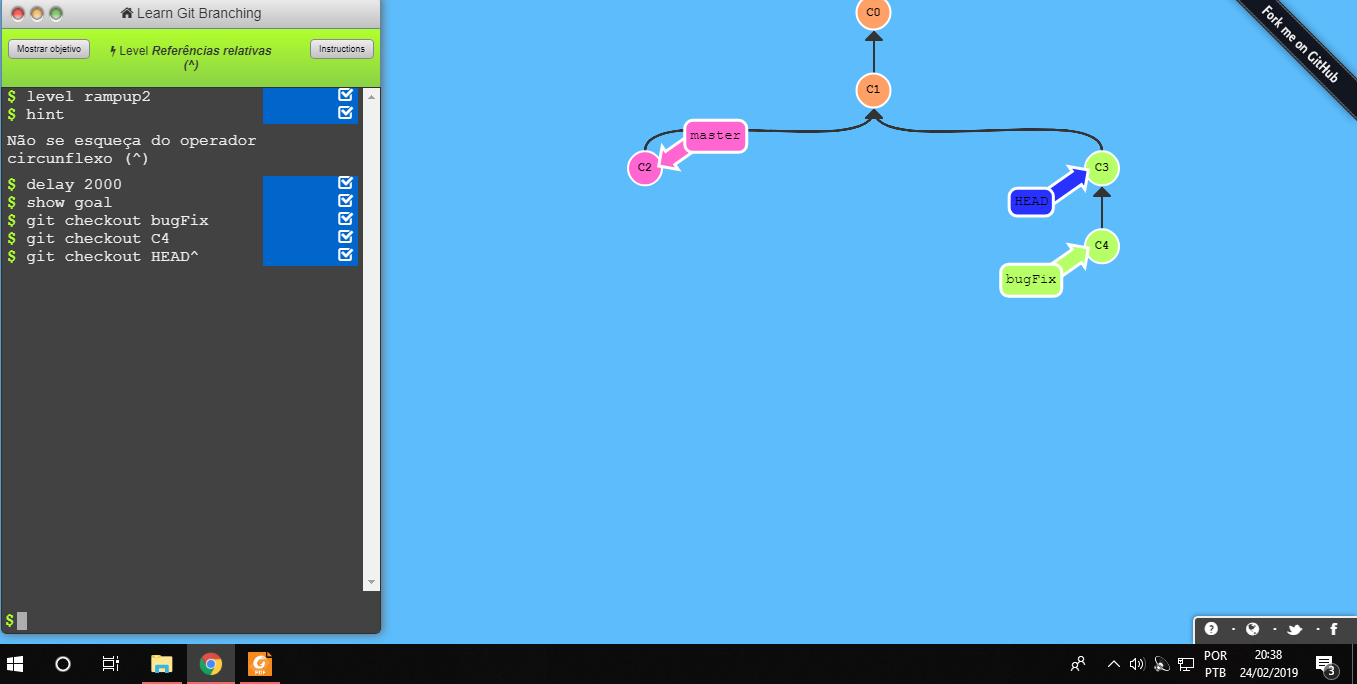 Learn Git Branching
Mostrar objetivo
Level Referências relativas
(^)
Instructions
$ level rampup2
$ hint
Não se esqueça do operador
circunflexo (^)
$ delay 2000
$ show goal
$ git checkout bugFix
$ git checkout C4
$ git checkout HEAD^
$
C0
C1
master
C2
C3
HEAD
C4
bugFix
Fork me on GitHub
POR
PTB
20:38
24/02/2019
3
PDF